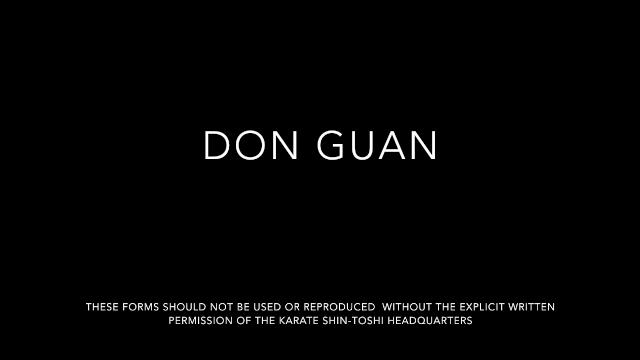 DON GUAN
THESE FORMS SHOULD NOT BE USED OR REPRODUCED WITHOUT THE EXPLICIT WRITTEN
PERMISSION OF THE KARATE SHIN-TOSHI HEADQUARTERS